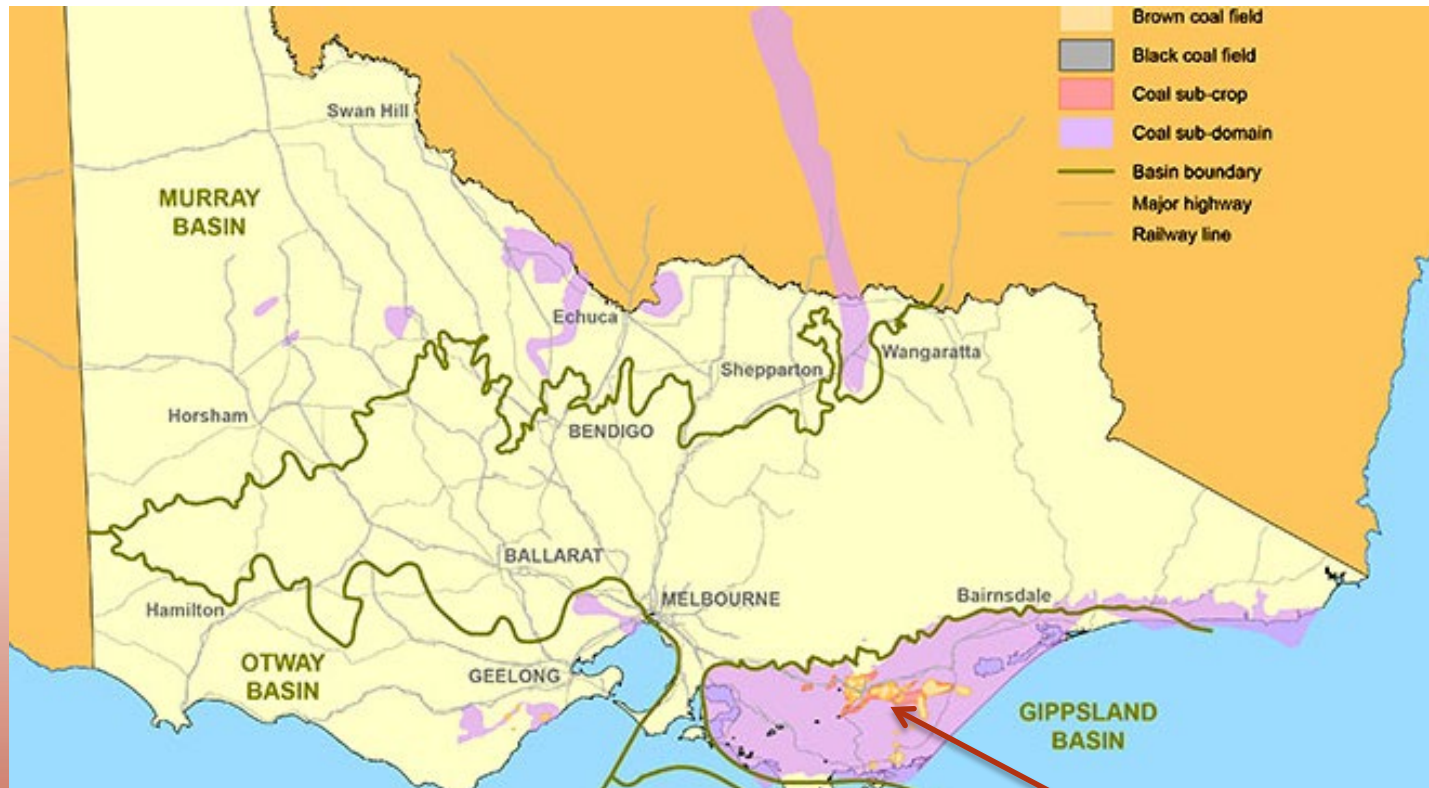 Brown coal field
Black coal field
Coal sub-crop
Coal sub-domain
Basin boundary
Major highway
Railway line
Swan Hill
MURRAY
BASIN
Echuca
Shepparton
Wangaratta
Horsham
BENDIGO
BALLARAT
MELBOURNE
Bairnsdale
Hamilton
OTWAY
BASIN
GEELONG
GIPPSLAND
BASIN